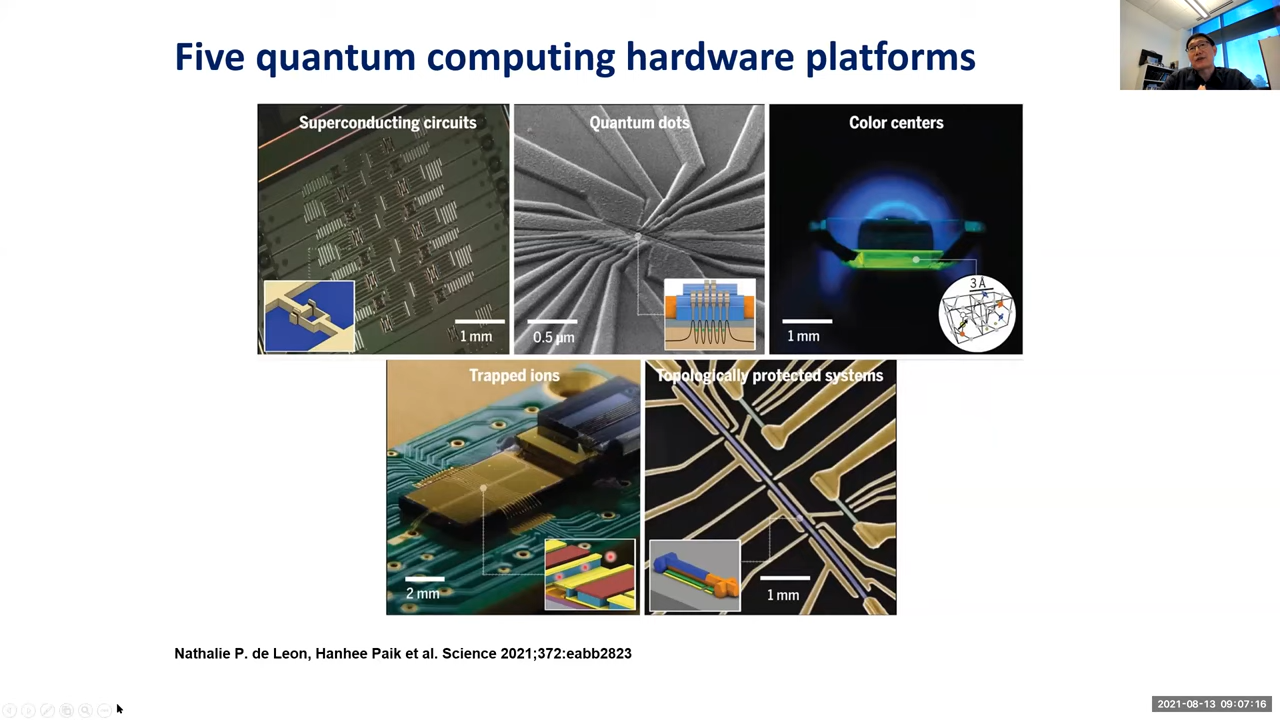 Five quantum computing hardware platforms
Superconducting circuits
Quantum dots
Color centers
1 mm
0.5 µm
1 mm
3 Å
Trapped ions
Topologically protected systems
2 mm
1 mm
Nathalie P. de Leon, Hanhee Paik et al. Science 2021;372:eabb2823
2021-08-13 09:07:16